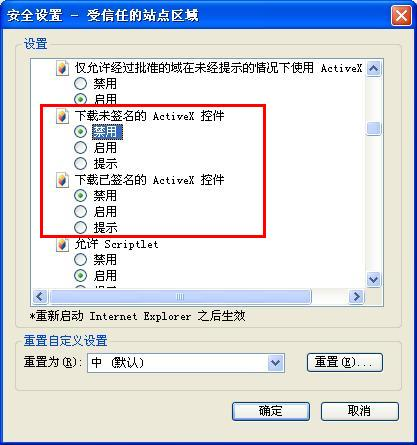 安全设置 - 受信任的站点区域
设置
仅允许经过批准的域在未经提示的情况下使用 ActiveX
禁用
启用
下载未签名的 ActiveX 控件
禁用
启用
提示
下载已签名的 ActiveX 控件
禁用
启用
提示
允许 Scriptlet
禁用
启用
提示
*重新启动 Internet Explorer 之后生效
重置自定义设置
重置为(R): 中 (默认) 重置(E)...
确定 取消